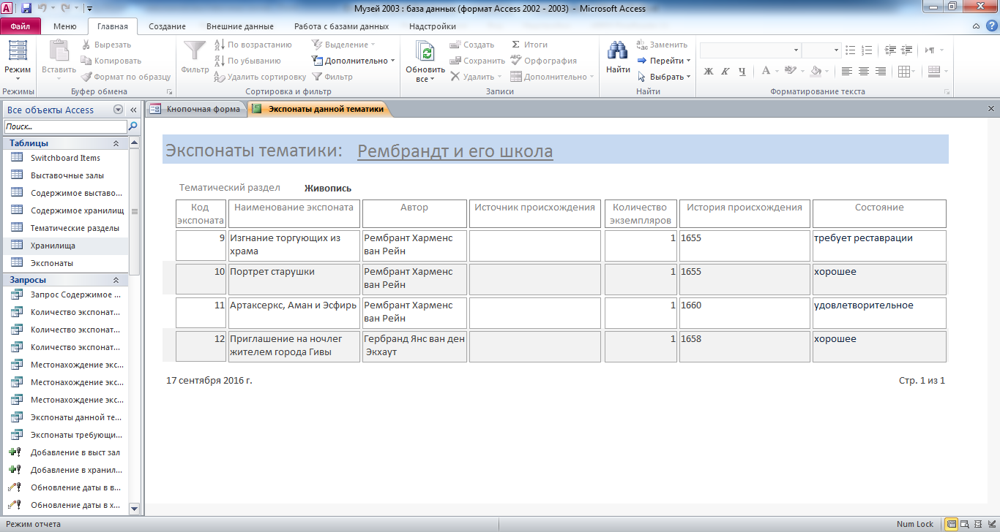 Музей 2003 : база данных (формат Access 2002 - 2003) - Microsoft Access
Файл Меню Главная Создание Внешние данные Работа с базами данных Надстройки
Режим
Режимы
Вставить
Вырезать
Копировать
Формат по образцу
Буфер обмена
Фильтр
По возрастанию
По убыванию
Удалить сортировку
Выделение
Дополнительно
Фильтр
Сортировка и фильтр
Обновить
все
Создать
Сохранить
Удалить
Итоги
Орфография
Дополнительно
Записи
Найти
Заменить
Перейти
Выбрать
Найти
Ж К Ч A
Форматирование текста
Все объекты Access
Поиск...
Таблицы
Switchboard Items
Выставочные залы
Содержимое выставо...
Содержимое хранилищ
Тематические разделы
Хранилища
Экспонаты
Запросы
Запрос Содержимое ...
Количество экспонат...
Количество экспонат...
Количество экспонат...
Местонахождение экс...
Местонахождение экс...
Местонахождение экс...
Экспонаты данной те...
Экспонаты требующи...
Добавление в выст зал
Добавление в хранил...
Обновление даты в в...
Обновление даты в х...
Кнопочная форма Экспонаты данной тематики
Экспонаты тематики: Рембрандт и его школа
Тематический раздел Живопись
Код экспоната Наименование экспоната Автор Источник происхождения Количество экземпляров История происхождения Состояние
9 Изгнание торгующих из храма Рембрант Харменс ван Рейн 1 1655 требует реставрации
10 Портрет старушки Рембрант Харменс ван Рейн 1 1655 хорошее
11 Артаксеркс, Аман и Эсфирь Рембрант Харменс ван Рейн 1 1660 удовлетворительное
12 Приглашение на ночлег жителем города Гивы Гербранд Янс ван ден Экхаут 1 1658 хорошее
17 сентября 2016 г. Стр. 1 из 1
Режим отчета Num Lock